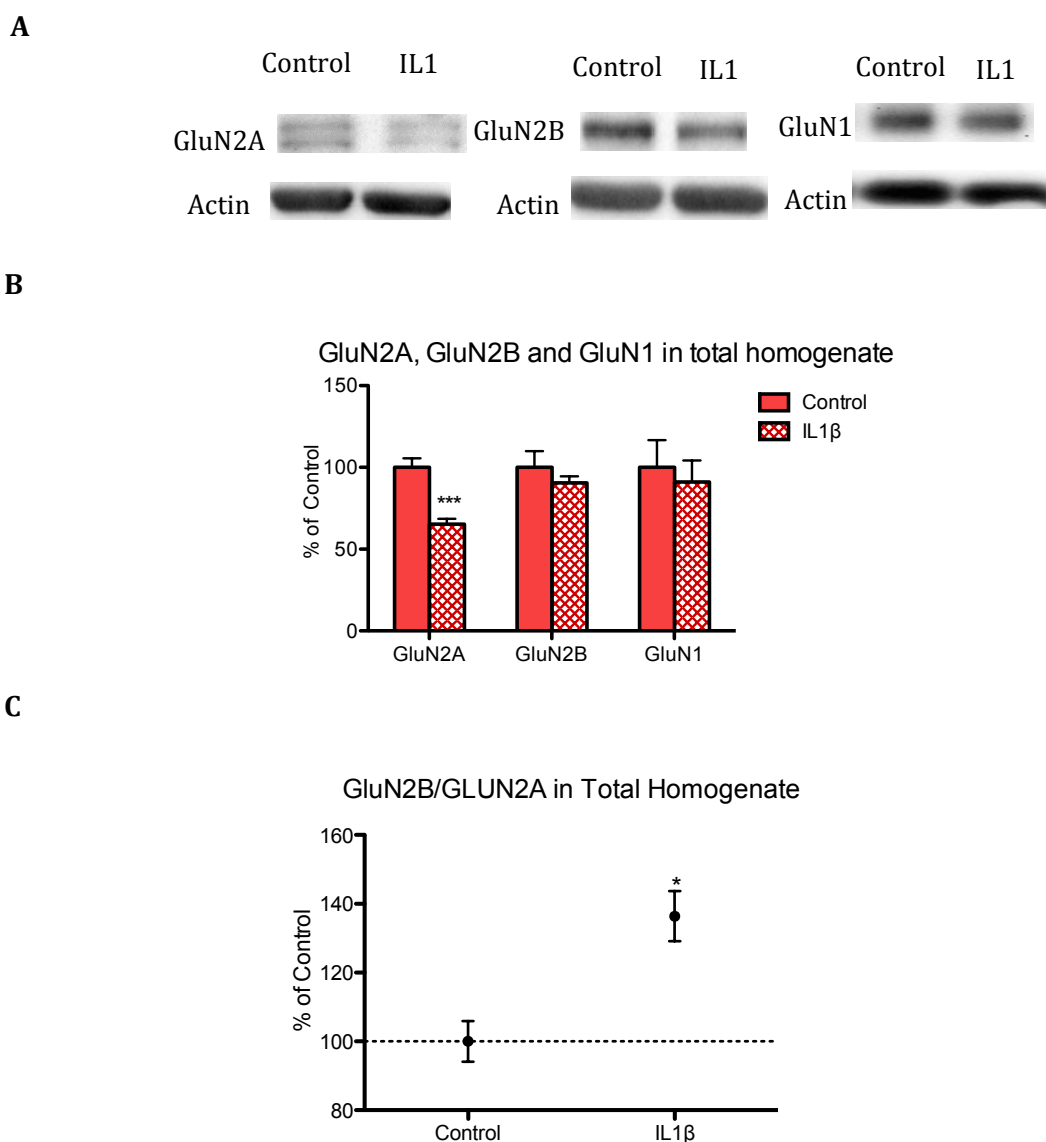 A
Control IL1
Control IL1
Control IL1
GluN2A
GluN2B
GluN1
Actin
Actin
Actin
B
GluN2A, GluN2B and GluN1 in total homogenate
Control
IL1β
% of Control
150
100
50
0
***
GluN2A GluN2B GluN1
C
GluN2B/GLUN2A in Total Homogenate
% of Control
160
140
120
100
80
*
Control IL1β